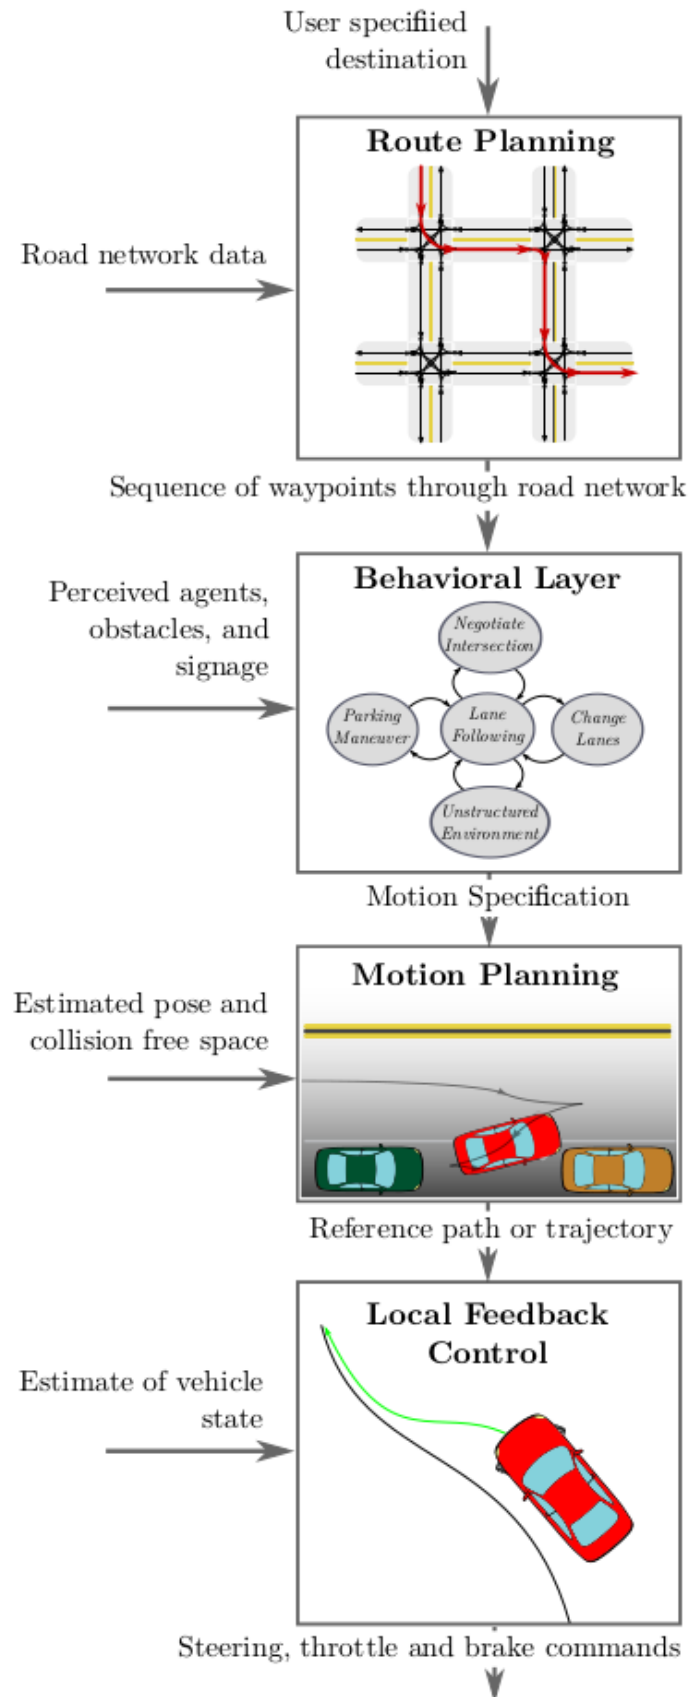 User specifiied
destination
Route Planning
Road network data
Sequence of waypoints through road network
Behavioral Layer
Perceived agents,
obstacles, and
signage
Negotiate
Intersection
Parking
Maneuver
Lane
Following
Change
Lanes
Unstructured
Environment
Motion Specification
Motion Planning
Estimated pose and
collision free space
Reference path or trajectory
Local Feedback
Control
Estimate of vehicle
state
Steering, throttle and brake commands